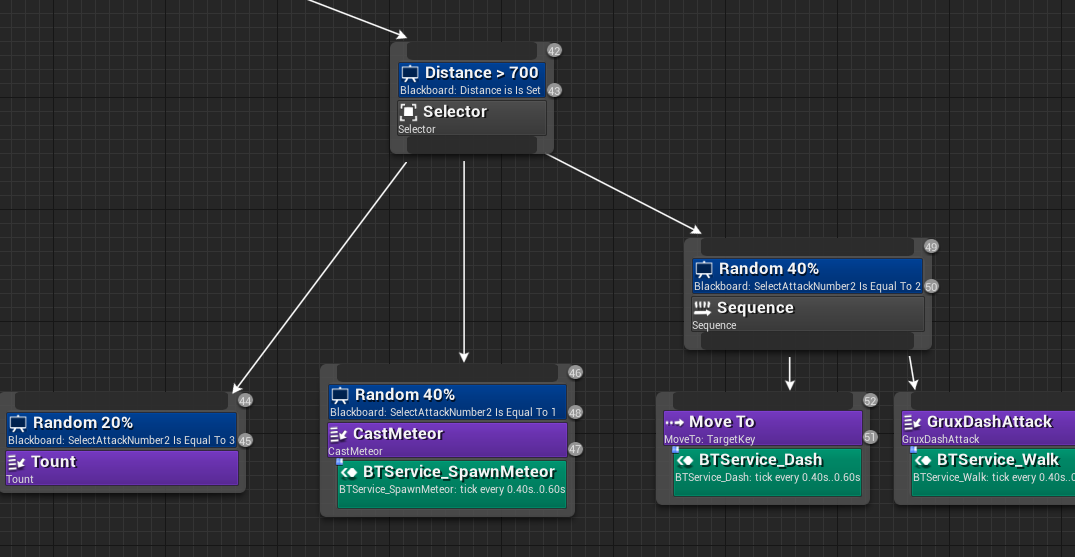 42
Distance > 700
Blackboard: Distance is Is Set
43
Selector
Selector
49
Random 40%
Blackboard: SelectAttackNumber2 Is Equal To 2
50
Sequence
Sequence
44
Random 20%
Blackboard: SelectAttackNumber2 Is Equal To 3
45
Tount
Tount
46
Random 40%
Blackboard: SelectAttackNumber2 Is Equal To 1
48
CastMeteor
CastMeteor
47
BTService_SpawnMeteor
BTService_SpawnMeteor: tick every 0.40s..0.60s
52
Move To
MoveTo: TargetKey
51
BTService_Dash
BTService_Dash: tick every 0.40s..0.60s
GruxDashAttack
GruxDashAttack
BTService_Walk
BTService_Walk: tick every 0.40s..0